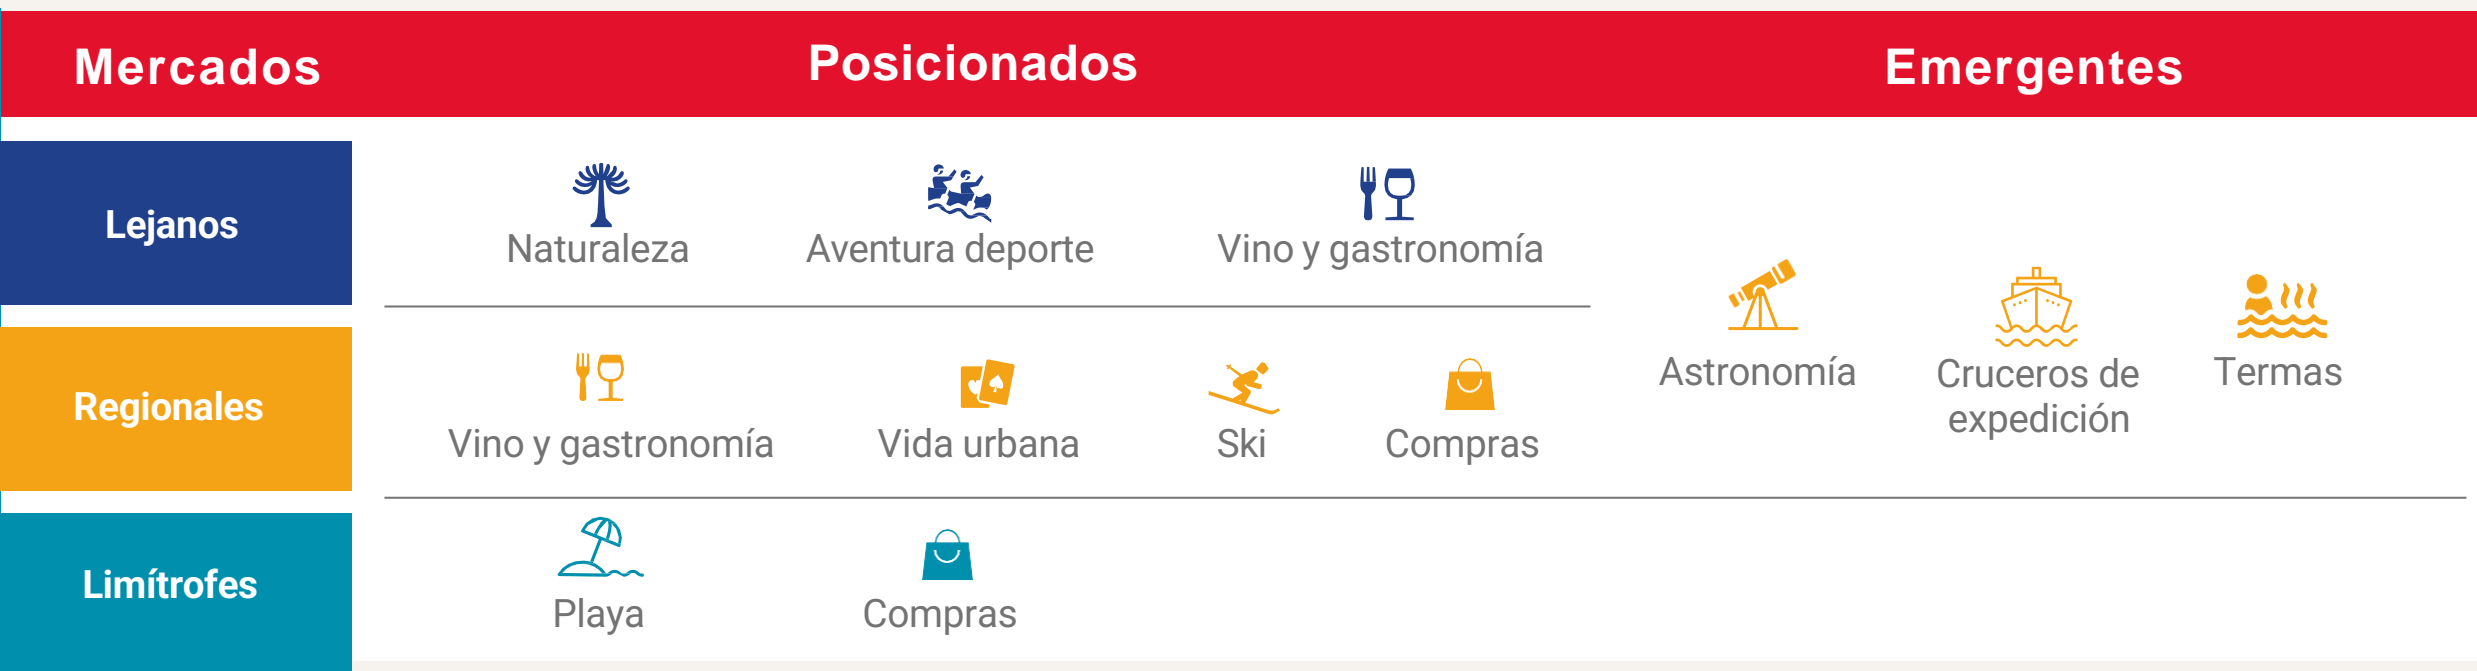 Mercados
Posicionados
Emergentes
Lejanos
Naturaleza
Aventura deporte
Vino y gastronomía
Regionales
Vino y gastronomía
Vida urbana
Ski
Compras
Astronomía
Cruceros de
expedición
Termas
Limítrofes
Playa
Compras